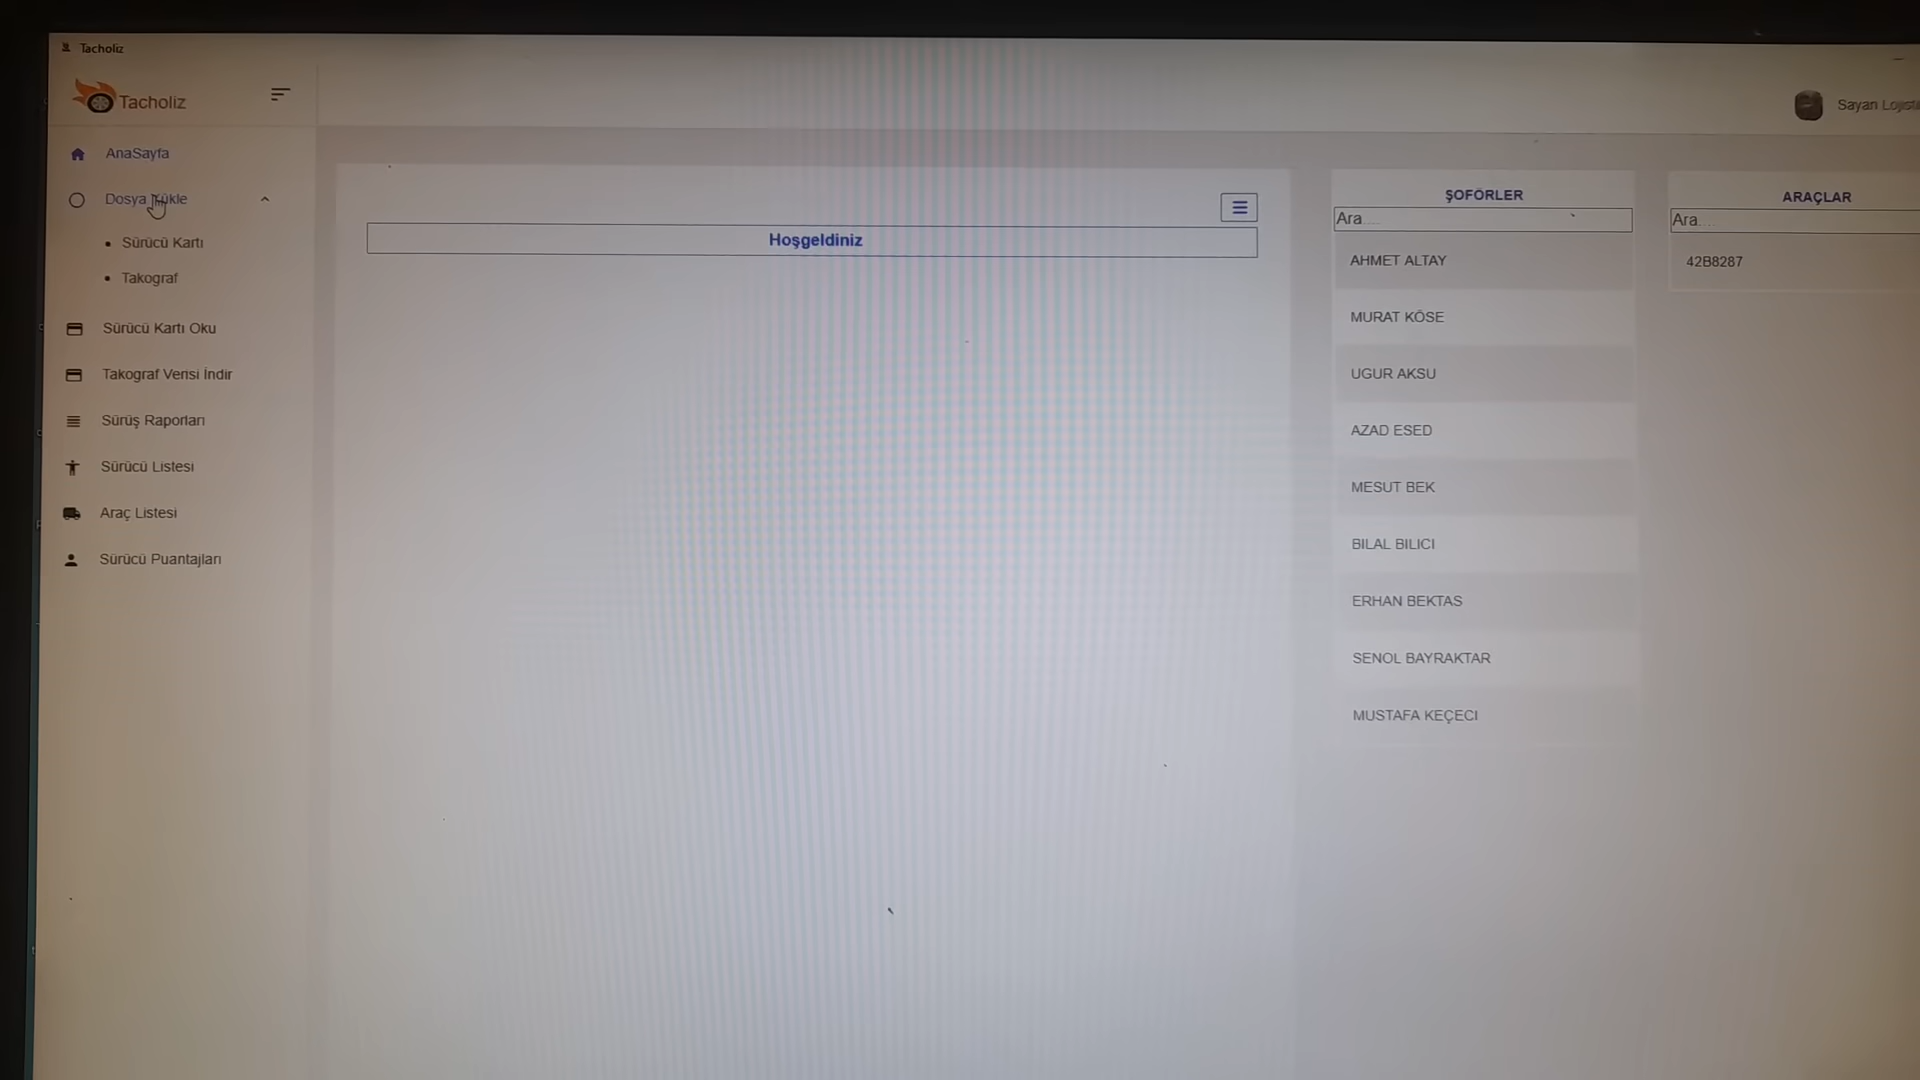 Tacholiz
Tacholiz
AnaSayfa
Dosya Yükle
Sürücü Kartı
Takograf
Sürücü Kartı Oku
Takograf Verisi İndir
Sürüş Raporları
Sürücü Listesi
Araç Listesi
Sürücü Puantajları
Hoşgeldiniz
ŞOFÖRLER
Ara....
AHMET ALTAY
MURAT KÖSE
UGUR AKSU
AZAD ESED
MESUT BEK
BILAL BILICI
ERHAN BEKTAS
SENOL BAYRAKTAR
MUSTAFA KEÇECI
Sayan
ARAÇLAR
Ara....
42B8287